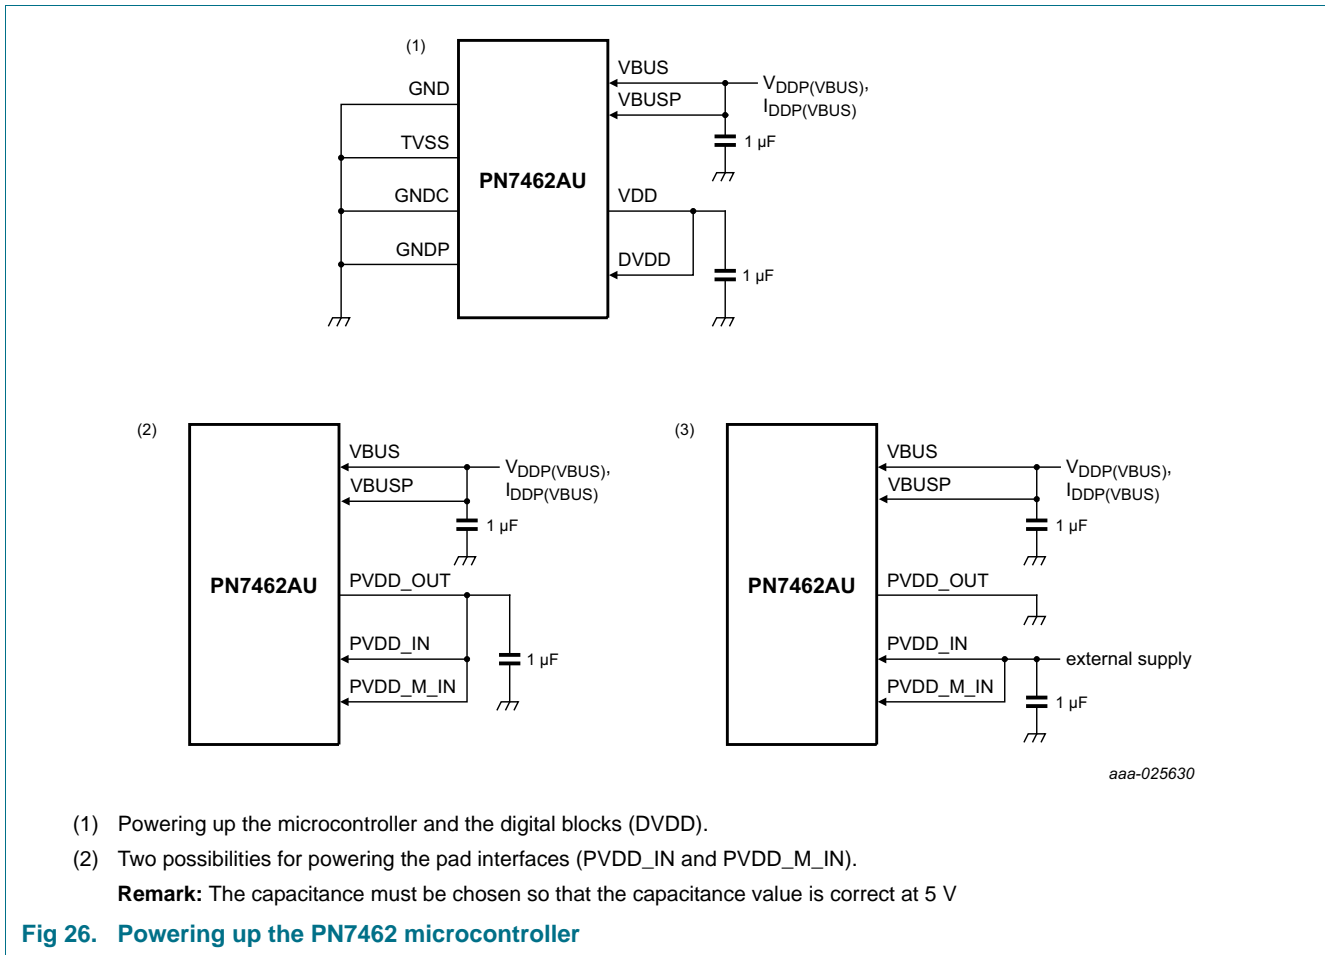 (1)
VBUS
VDDP(VBUS),
GND
VBUSP
IDDP(VBUS)
1 µF
TVSS
PN7462AU
GNDC
VDD
GNDP
DVDD
1 µF
(2)
VBUS
VDDP(VBUS),
VBUSP
IDDP(VBUS)
1 µF
PN7462AU
PVDD_OUT
PVDD_IN
1 µF
PVDD_M_IN
(3)
VBUS
VDDP(VBUS),
VBUSP
IDDP(VBUS)
1 µF
PN7462AU
PVDD_OUT
PVDD_IN
external supply
PVDD_M_IN
1 µF
aaa-025630
(1) Powering up the microcontroller and the digital blocks (DVDD).
(2) Two possibilities for powering the pad interfaces (PVDD_IN and PVDD_M_IN).
Remark: The capacitance must be chosen so that the capacitance value is correct at 5 V
Fig 26. Powering up the PN7462 microcontroller